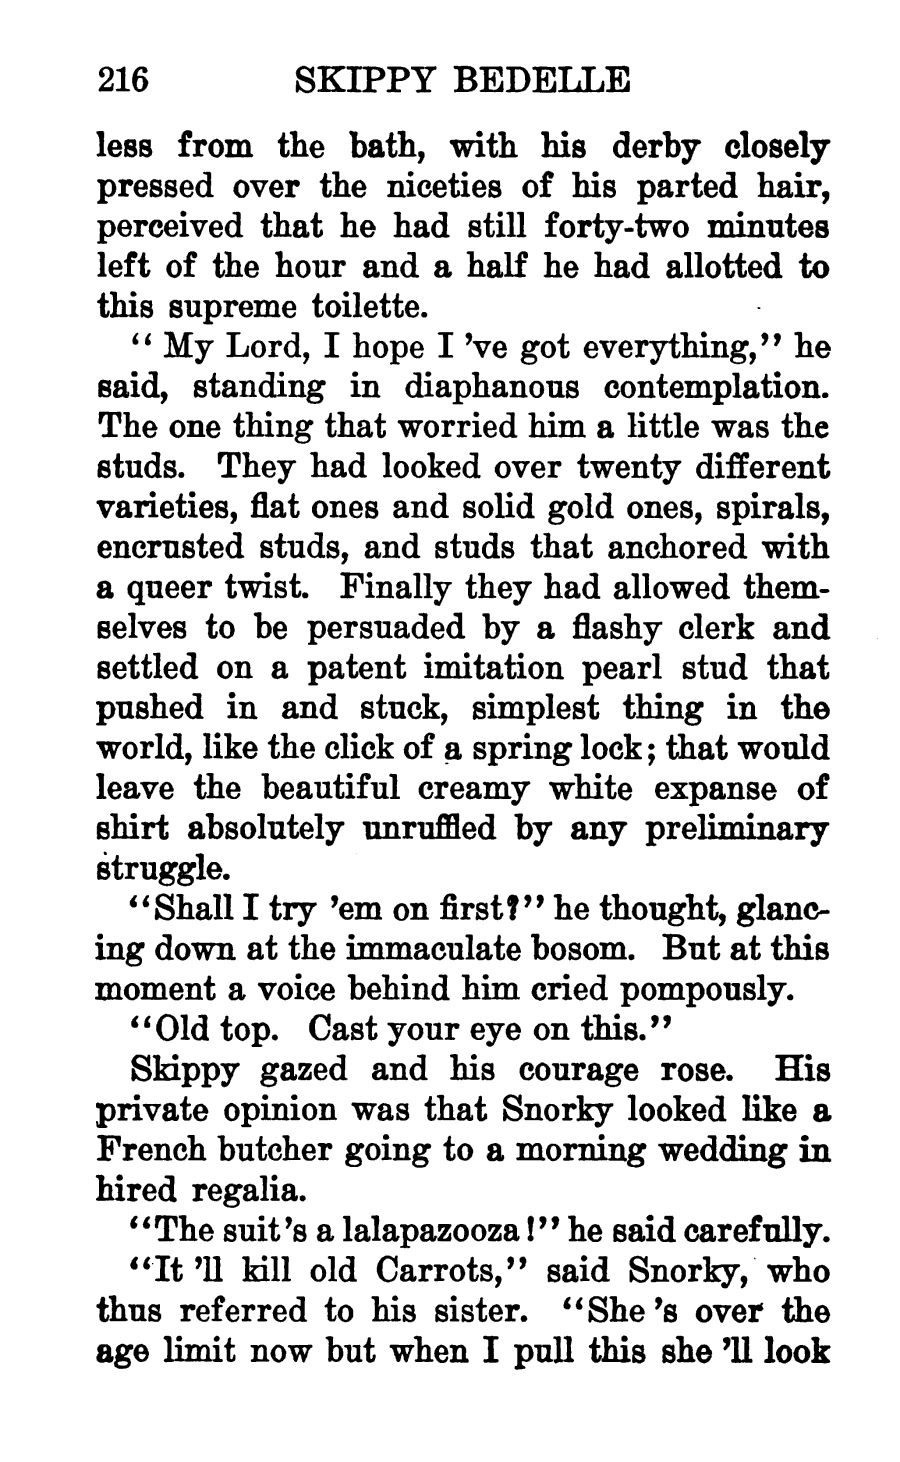 216 SKIPPY BEDELLE
less from the bath, with his derby closely
pressed over the niceties of his parted hair,
perceived that he had still forty-two minutes
left of the hour and a half he had allotted to
this supreme toilette.
“ My Lord, I hope I 've got everything,” he
said, standing in diaphanous contemplation.
The one thing that worried him a little was the
studs. They had looked over twenty different
varieties, flat ones and solid gold ones, spirals,
encrusted studs, and studs that anchored with
a queer twist. Finally they had allowed them-
selves to be persuaded by a flashy clerk and
settled on a patent imitation pearl stud that
pushed in and stuck, simplest thing in the
world, like the click of a spring lock; that would
leave the beautiful creamy white expanse of
shirt absolutely unruffled by any preliminary
struggle.
“Shall I try 'em on first?” he thought, glanc-
ing down at the immaculate bosom. But at this
moment a voice behind him cried pompously.
“Old top. Cast your eye on this.”
Skippy gazed and his courage rose. His
private opinion was that Snorky looked like a
French butcher going to a morning wedding in
hired regalia.
“The suit's a lalapazooza!” he said carefully.
“It 'll kill old Carrots,” said Snorky, who
thus referred to his sister. “She 's over the
age limit now but when I pull this she 'll look